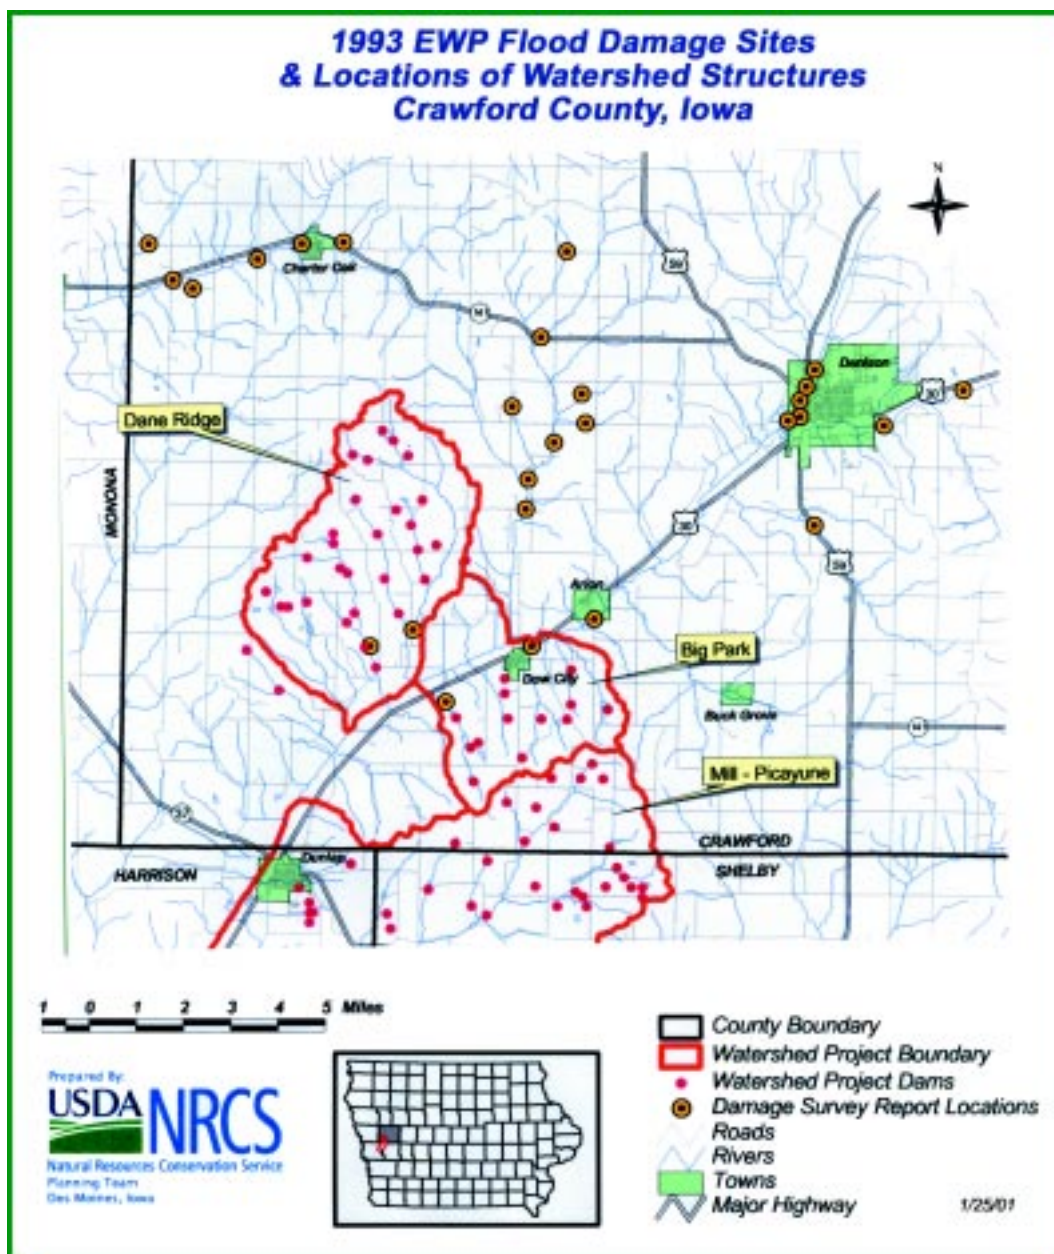 1993 EWP Flood Damage Sites
& Locations of Watershed Structures
Crawford County, Iowa
N
Charter Oak
59
141
Denison
30
Dane Ridge
MONONA
30
59
Arion
Big Park
Dow City
Buck Grove
141
Mill - Picayune
37
CRAWFORD
Dunlap
HARRISON
SHELBY
1 0 1 2 3 4 5 Miles
County Boundary
Watershed Project Boundary
Watershed Project Dams
Damage Survey Report Locations
Roads
Rivers
Towns
Major Highway
1/25/01
Prepared By:
USDA NRCS
Natural Resources Conservation Service
Planning Team
Des Moines, Iowa